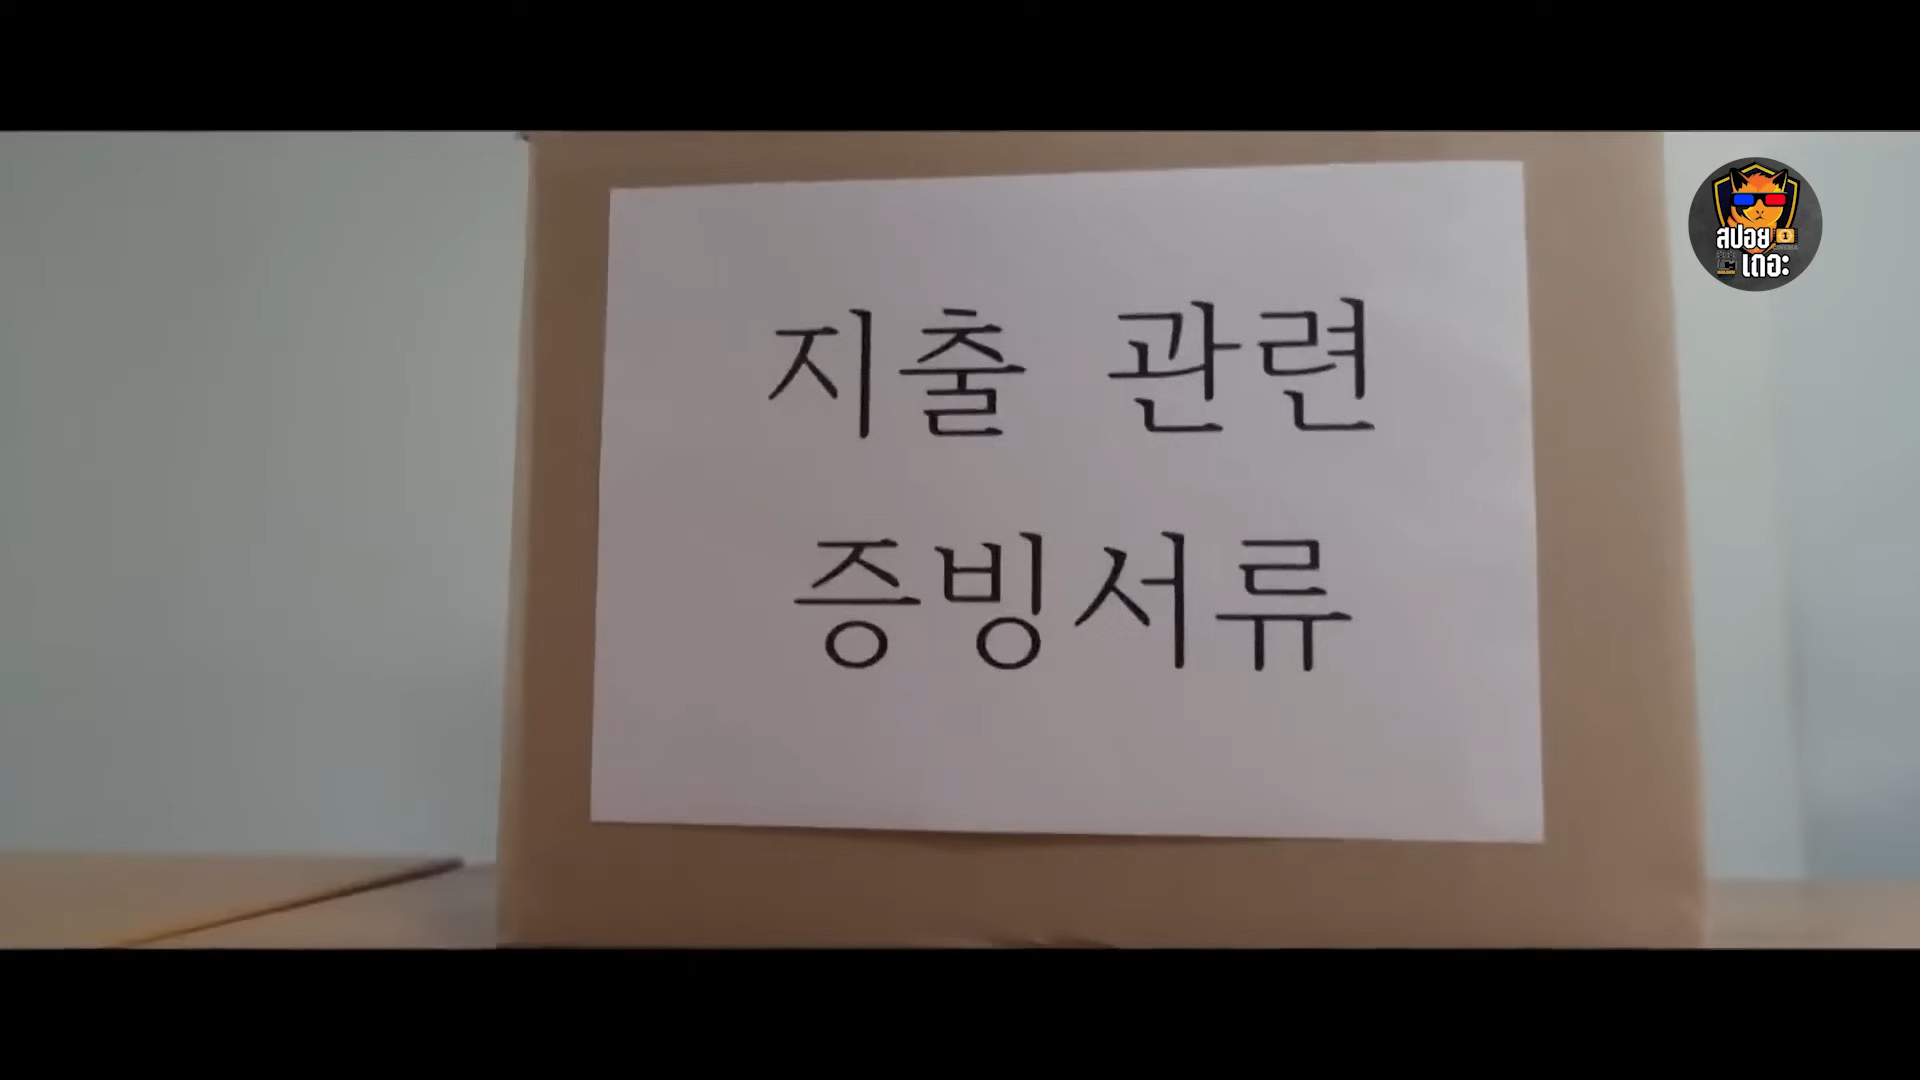 지출 관련
증빙서류
สปอย
เถอะ